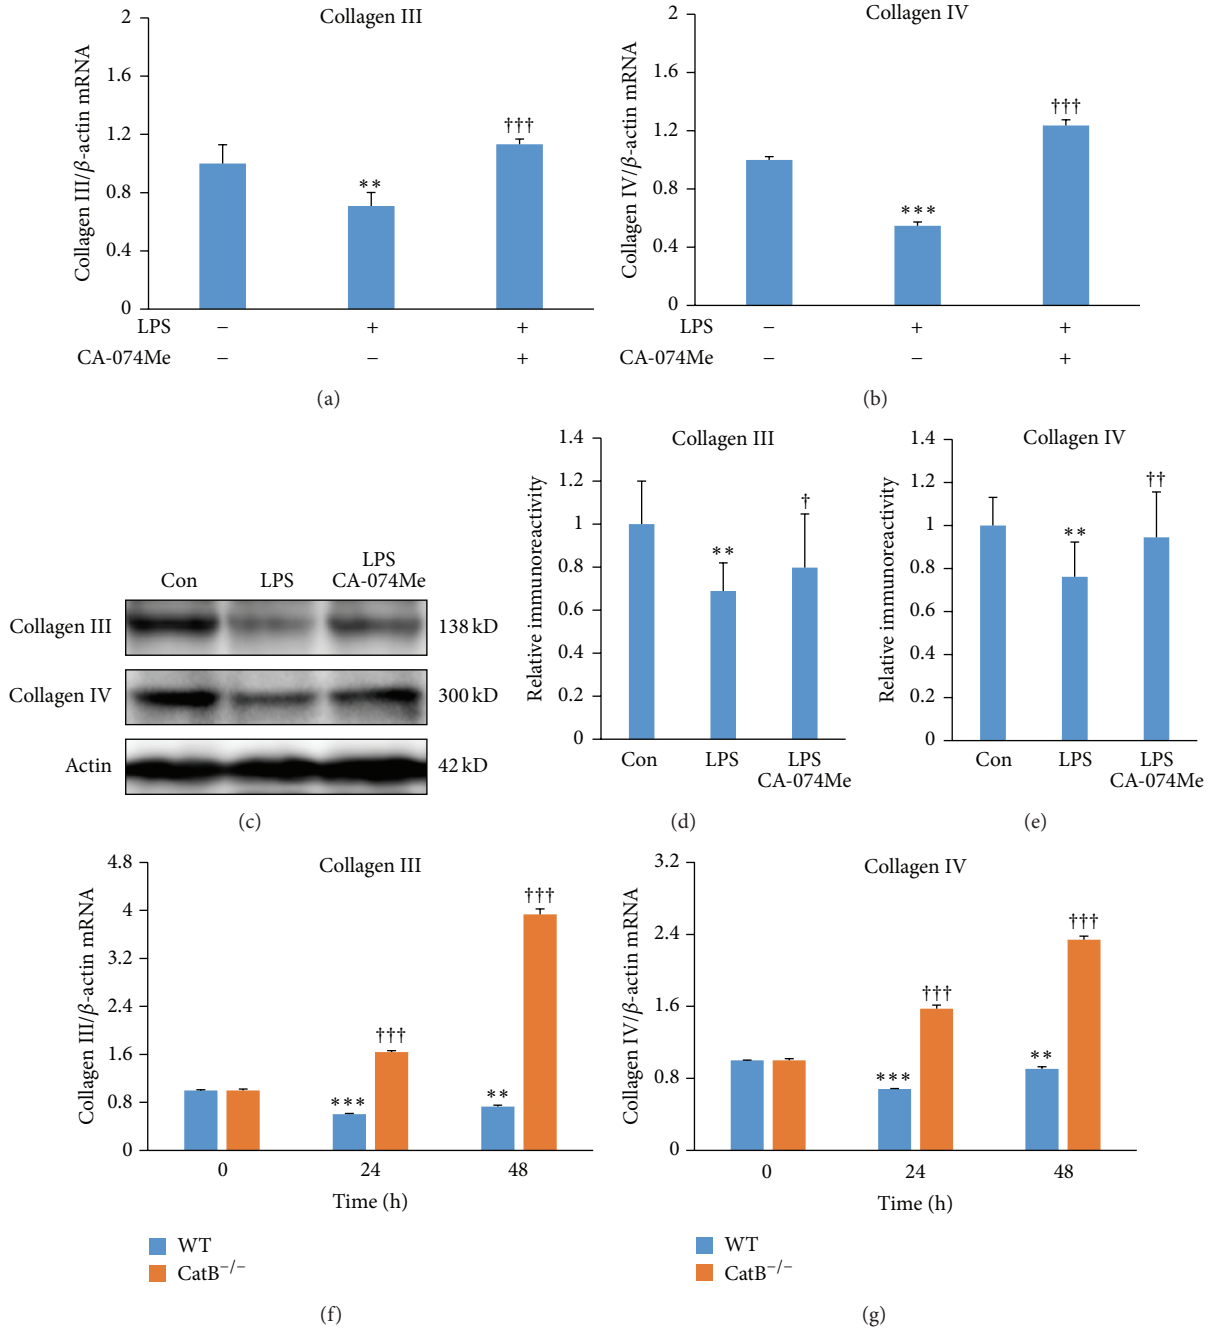 Collagen III
Collagen III/β-actin mRNA
2
1.6
1.2
0.8
0.4
0
**
†††
LPS − + +
CA-074Me − − +
(a)
Collagen IV
Collagen IV/β-actin mRNA
2
1.6
1.2
0.8
0.4
0
***
†††
LPS − + +
CA-074Me − − +
(b)
Con LPS LPS
CA-074Me
Collagen III 138 kD
Collagen IV 300 kD
Actin 42 kD
(c)
Collagen III
Relative immunoreactivity
1.4
1.2
1
0.8
0.6
0.4
0.2
0
**
†
Con LPS LPS
CA-074Me
(d)
Collagen IV
Relative immunoreactivity
1.4
1.2
1
0.8
0.6
0.4
0.2
0
**
††
Con LPS LPS
CA-074Me
(e)
Collagen III
Collagen III/β-actin mRNA
4.8
4
3.2
2.4
1.6
0.8
0
***
†††
**
†††
0 24 48
Time (h)
WT
CatB−/−
(f)
Collagen IV
Collagen IV/β-actin mRNA
3.2
2.4
1.6
0.8
0
***
†††
**
†††
0 24 48
Time (h)
WT
CatB−/−
(g)